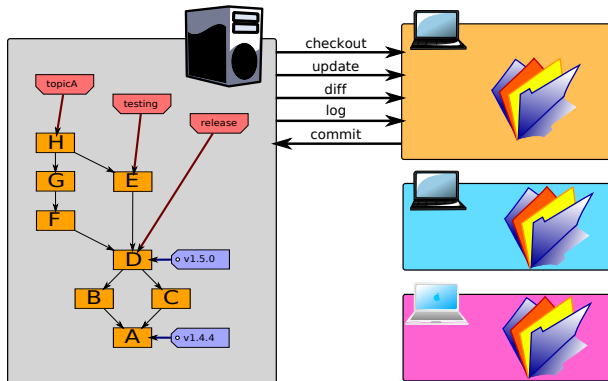 checkout
update
diff
log
commit
topicA
testing
release
H
G
E
F
D
v1.5.0
B
C
A
v1.4.4